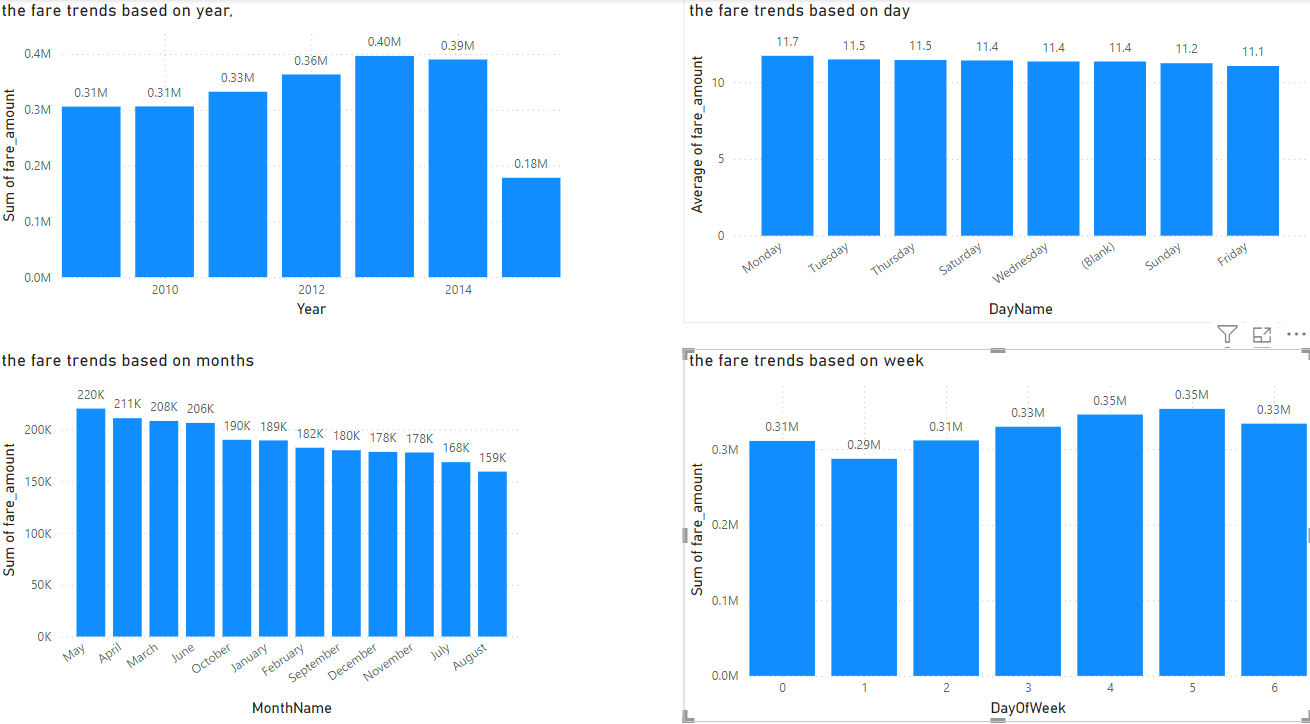 the fare trends based on year,
0.4M
0.3M
0.2M
0.1M
0.0M
Sum of fare_amount
0.31M 0.31M 0.33M 0.36M 0.40M 0.39M 0.18M
2010 2012 2014
Year
the fare trends based on day
10
5
0
Average of fare_amount
11.7 11.5 11.5 11.4 11.4 11.4 11.2 11.1
Monday Tuesday Thursday Saturday Wednesday (Blank) Sunday Friday
DayName
the fare trends based on months
200K
150K
100K
50K
0K
Sum of fare_amount
220K 211K 208K 206K 190K 189K 182K 180K 178K 178K 168K 159K
May April March June October January February September December November July August
MonthName
the fare trends based on week
0.3M
0.2M
0.1M
0.0M
Sum of fare_amount
0.31M 0.29M 0.31M 0.33M 0.35M 0.35M 0.33M
0 1 2 3 4 5 6
DayOfWeek